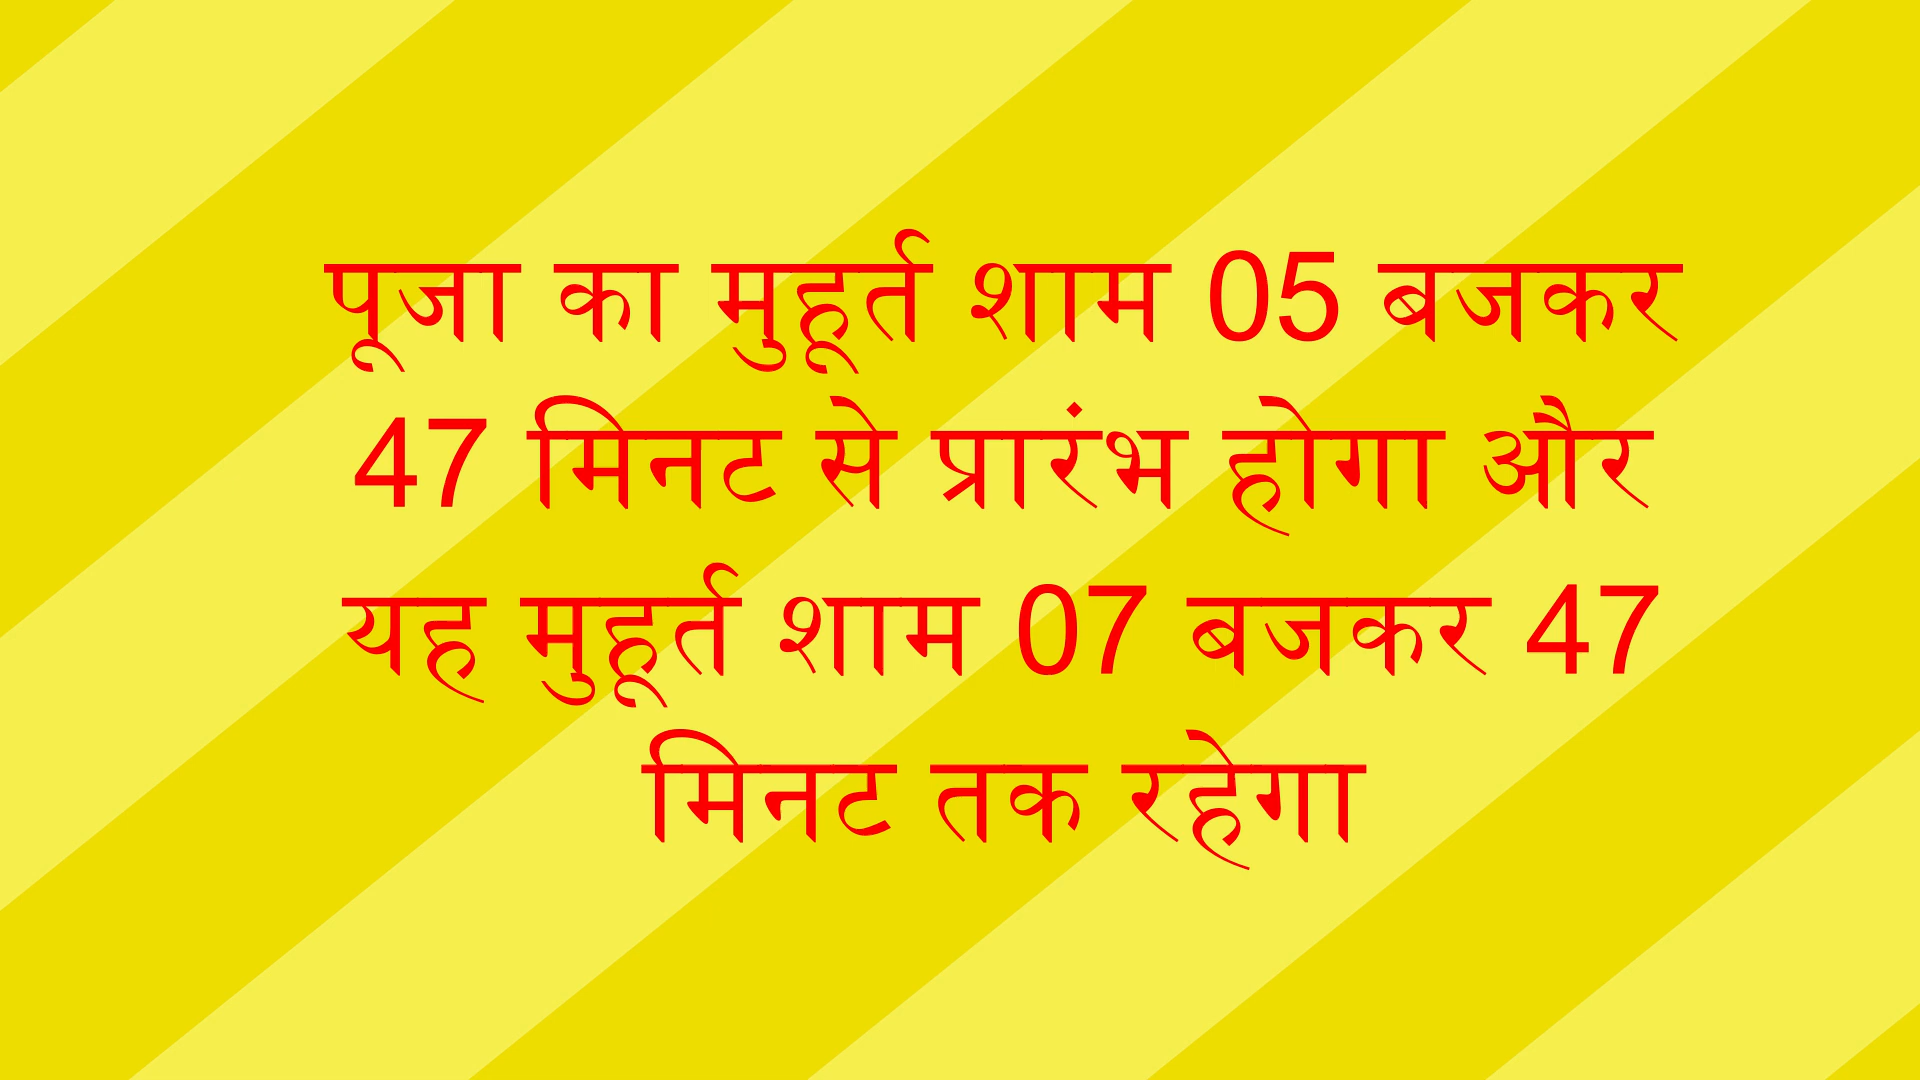 पूजा का मुहूर्त शाम 05 बजकर
47 मिनट से प्रारंभ होगा और
यह मुहूर्त शाम 07 बजकर 47
मिनट तक रहेगा